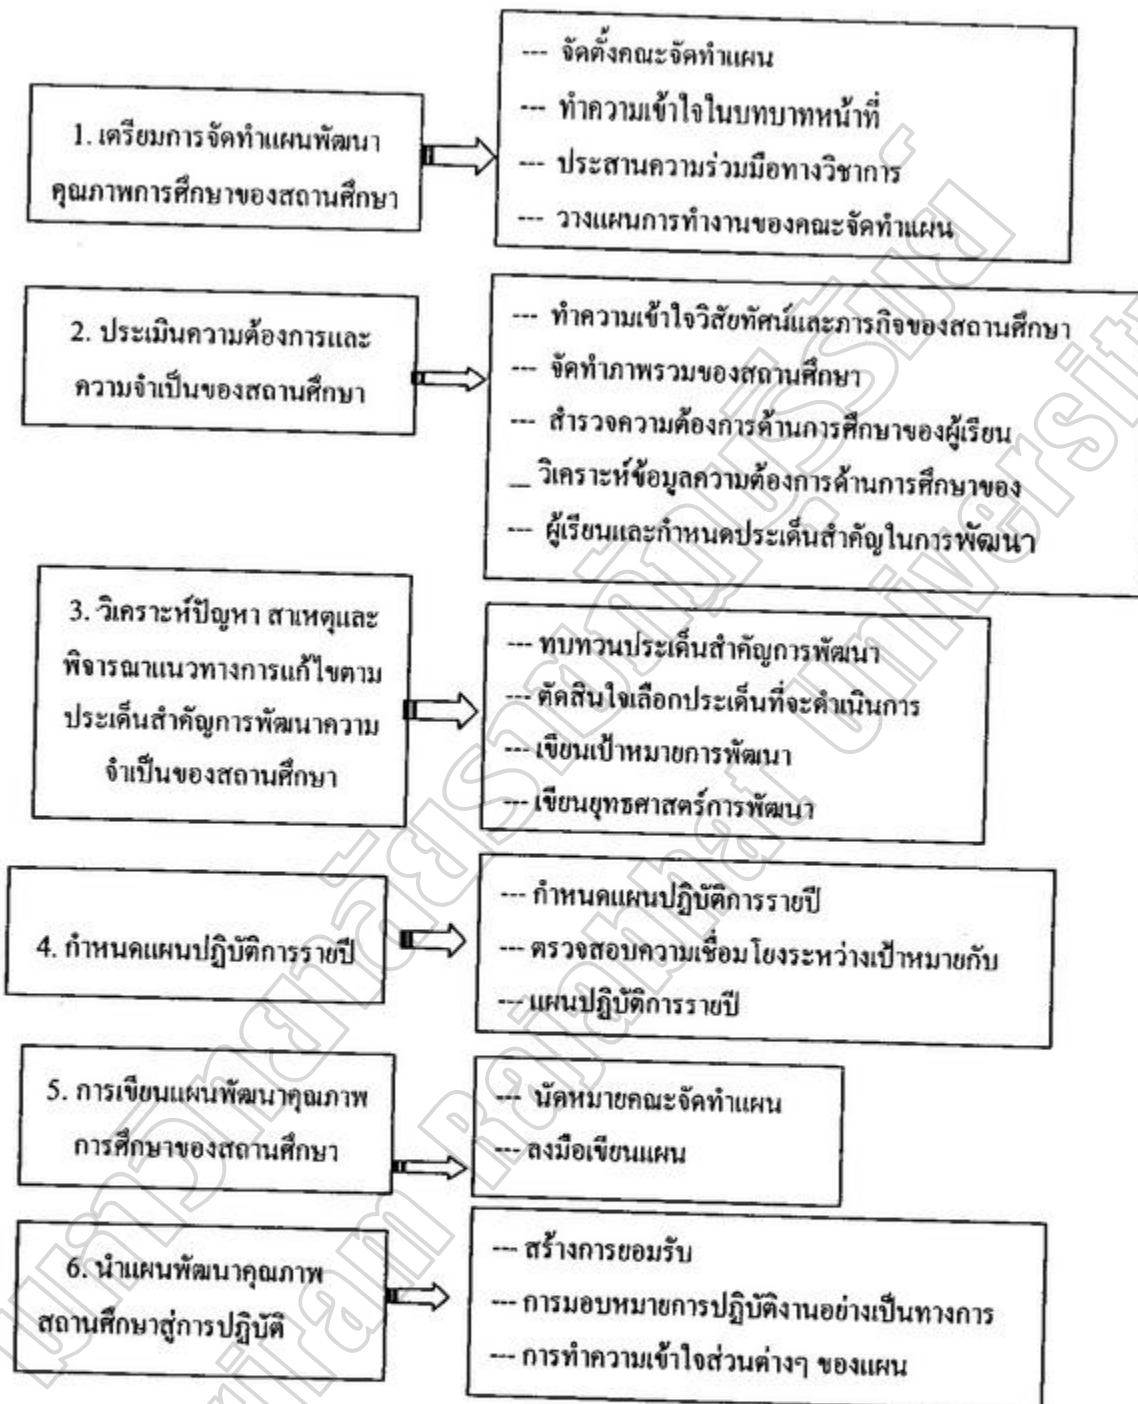 1. เตรียมการจัดทำแผนพัฒนา
คุณภาพการศึกษาของสถานศึกษา
--- จัดตั้งคณะจัดทำแผน
--- ทำความเข้าใจในบทบาทหน้าที่
--- ประสานความร่วมมือทางวิชาการ
--- วางแผนการทำงานของคณะจัดทำแผน
2. ประเมินความต้องการและ
ความจำเป็นของสถานศึกษา
--- ทำความเข้าใจวิสัยทัศน์และภารกิจของสถานศึกษา
--- จัดทำภาพรวมของสถานศึกษา
--- สำรวจความต้องการด้านการศึกษาของผู้เรียน
__ วิเคราะห์ข้อมูลความต้องการด้านการศึกษาของ
--- ผู้เรียนและกำหนดประเด็นสำคัญในการพัฒนา
3. วิเคราะห์ปัญหา สาเหตุและ
พิจารณาแนวทางการแก้ไขตาม
ประเด็นสำคัญการพัฒนาความ
จำเป็นของสถานศึกษา
--- ทบทวนประเด็นสำคัญการพัฒนา
--- ตัดสินใจเลือกประเด็นที่จะดำเนินการ
--- เขียนเป้าหมายการพัฒนา
--- เขียนยุทธศาสตร์การพัฒนา
4. กำหนดแผนปฏิบัติการรายปี
--- กำหนดแผนปฏิบัติการรายปี
--- ตรวจสอบความเชื่อมโยงระหว่างเป้าหมายกับ
--- แผนปฏิบัติการรายปี
5. การเขียนแผนพัฒนาคุณภาพ
การศึกษาของสถานศึกษา
--- นัดหมายคณะจัดทำแผน
--- ลงมือเขียนแผน
6. นำแผนพัฒนาคุณภาพ
สถานศึกษาสู่การปฏิบัติ
--- สร้างการยอมรับ
--- การมอบหมายการปฏิบัติงานอย่างเป็นทางการ
--- การทำความเข้าใจส่วนต่างๆ ของแผน